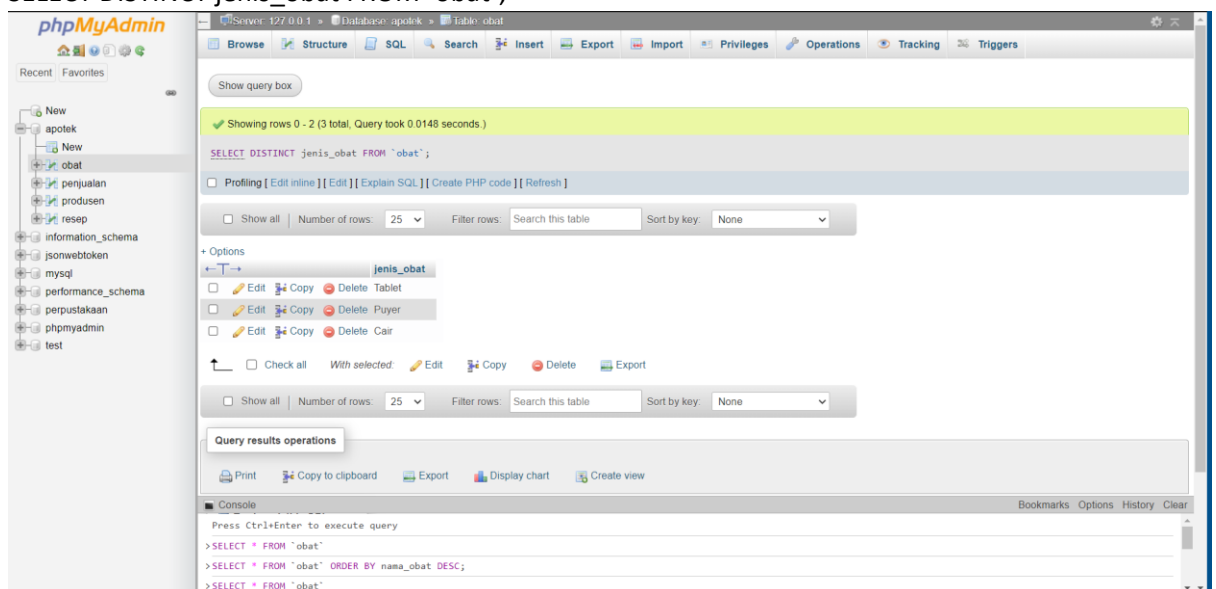 SELECT DISTINCT jenis_obat FROM `obat`;
phpMyAdmin
Recent Favorites
New
apotek
New
obat
penjualan
produsen
resep
information_schema
jsonwebtoken
mysql
performance_schema
perpustakaan
phpmyadmin
test
Server: 127.0.0.1 » Database: apotek » Table: obat
Browse Structure SQL Search Insert Export Import Privileges Operations Tracking Triggers
Show query box
Showing rows 0 - 2 (3 total, Query took 0.0148 seconds.)
SELECT DISTINCT jenis_obat FROM `obat`;
Profiling [ Edit inline ] [ Edit ] [ Explain SQL ] [ Create PHP code ] [ Refresh ]
Show all | Number of rows: 25 Filter rows: Search this table Sort by key: None
+ Options
←T→ jenis_obat
Edit Copy Delete Tablet
Edit Copy Delete Puyer
Edit Copy Delete Cair
Check all With selected: Edit Copy Delete Export
Show all | Number of rows: 25 Filter rows: Search this table Sort by key: None
Query results operations
Print Copy to clipboard Export Display chart Create view
Console Bookmarks Options History Clear
Press Ctrl+Enter to execute query
>SELECT * FROM `obat`
>SELECT * FROM `obat` ORDER BY nama_obat DESC;
>SELECT * FROM `obat`